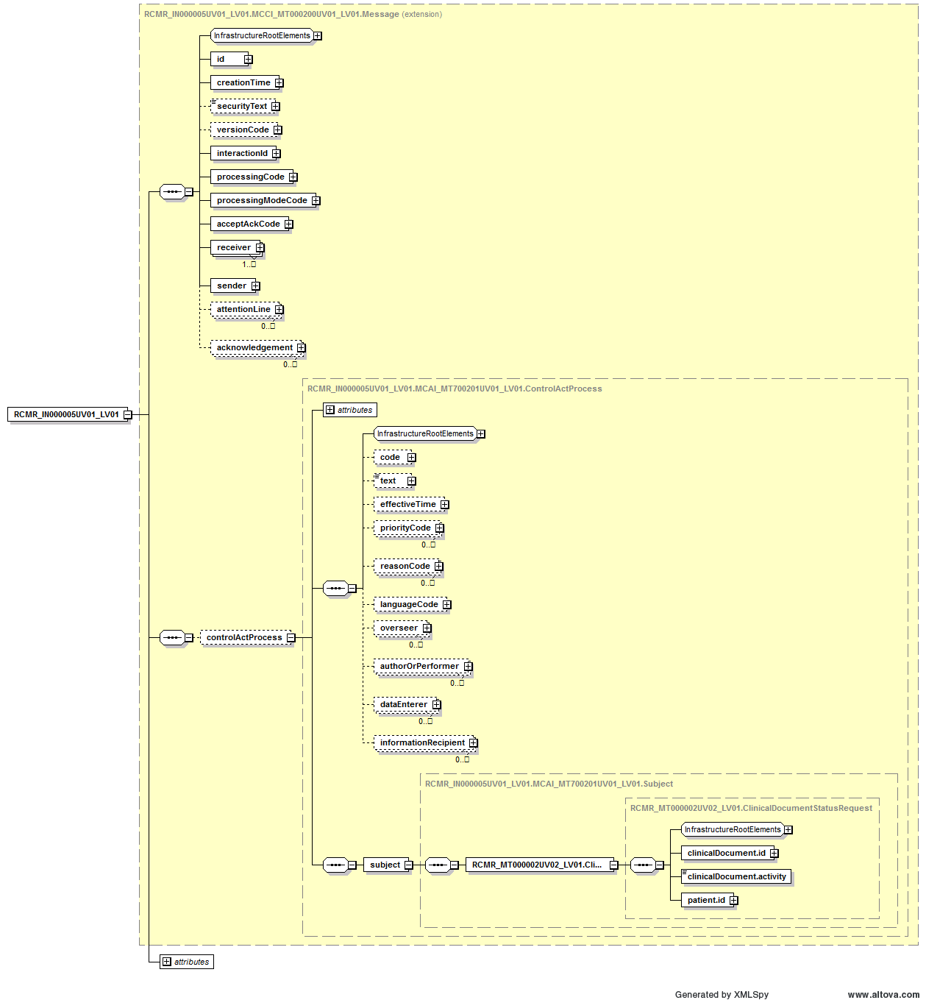 RCMR_IN000005UV01_LV01.MCCI_MT000200UV01_LV01.Message (extension)
InfrastructureRootElements
id
creationTime
securityText
versionCode
interactionId
processingCode
processingModeCode
acceptAckCode
receiver
1..□
sender
attentionLine
0..□
acknowledgement
0..□
RCMR_IN000005UV01_LV01.MCAI_MT700201UV01_LV01.ControlActProcess
RCMR_IN000005UV01_LV01
attributes
InfrastructureRootElements
code
text
effectiveTime
priorityCode
0..□
reasonCode
0..□
languageCode
overseer
0..□
controlActProcess
authorOrPerformer
0..□
dataEnterer
0..□
informationRecipient
0..□
RCMR_IN000005UV01_LV01.MCAI_MT700201UV01_LV01.Subject
RCMR_MT000002UV02_LV01.ClinicalDocumentStatusRequest
InfrastructureRootElements
clinicalDocument.id
subject
RCMR_MT000002UV02_LV01.Cli...
clinicalDocument.activity
patient.id
attributes
Generated by XMLSpy
www.altova.com